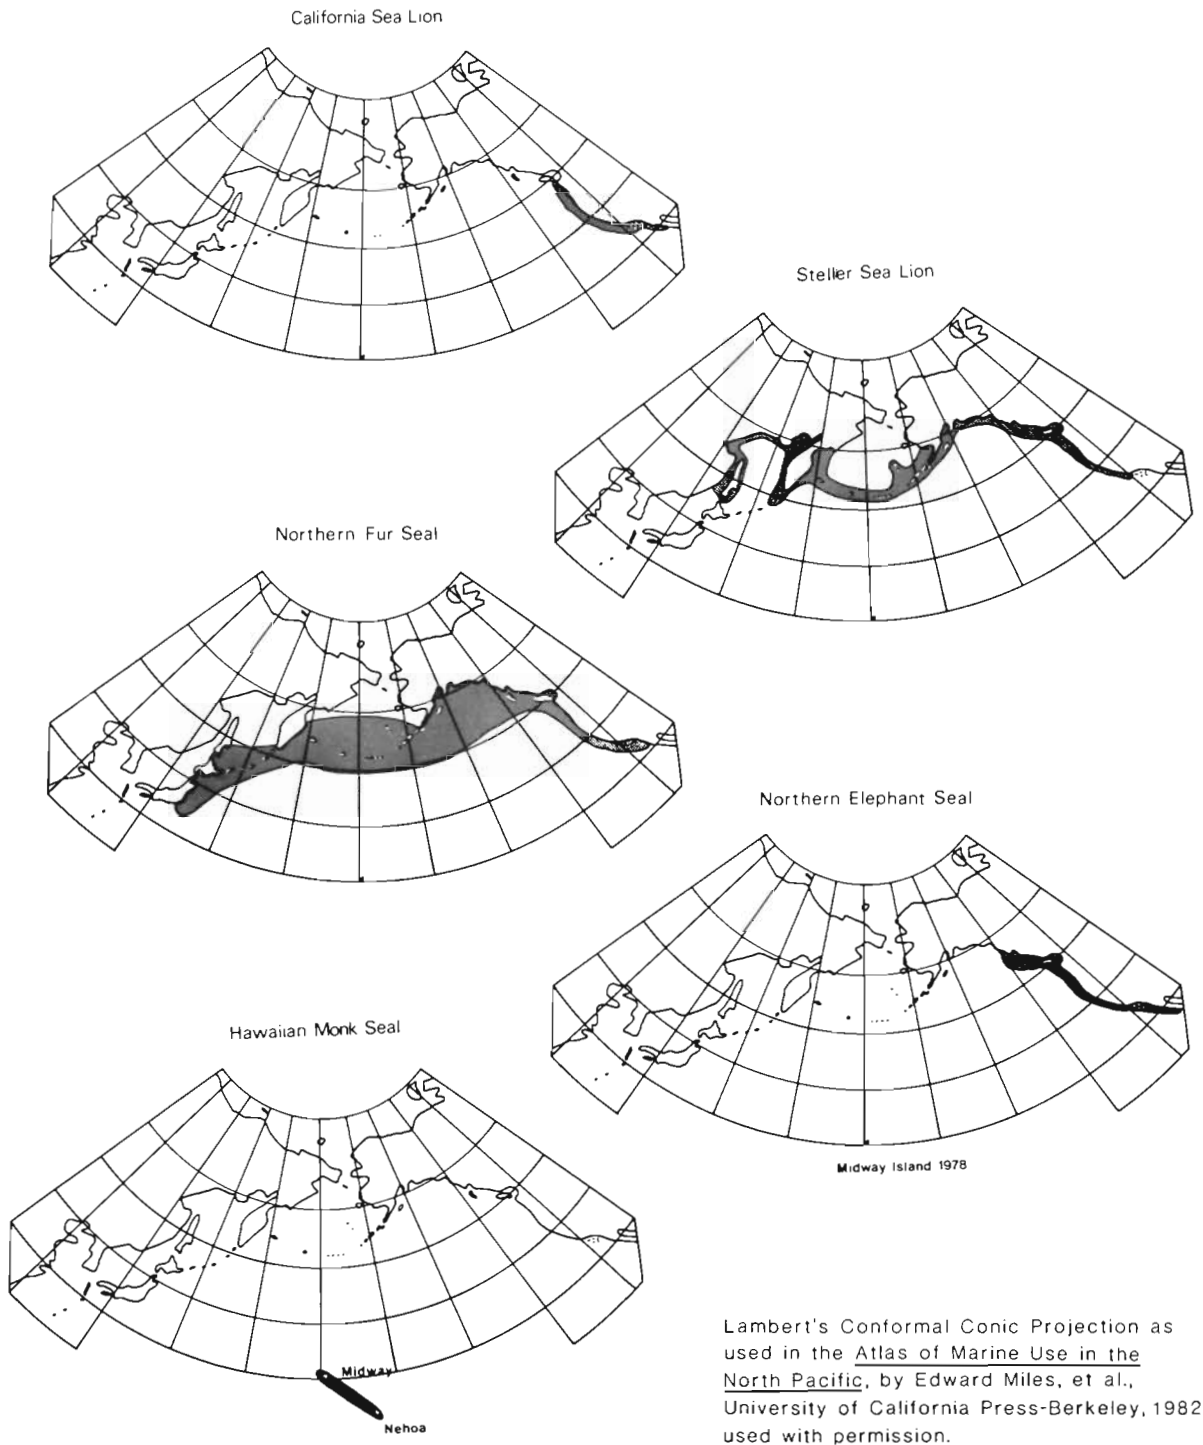 California Sea Lion
Steller Sea Lion
Northern Fur Seal
Northern Elephant Seal
Midway Island 1978
Hawaiian Monk Seal
Midway
Nehoa
Lambert's Conformal Conic Projection as
used in the Atlas of Marine Use in the
North Pacific, by Edward Miles, et al.,
University of California Press-Berkeley, 1982
used with permission.